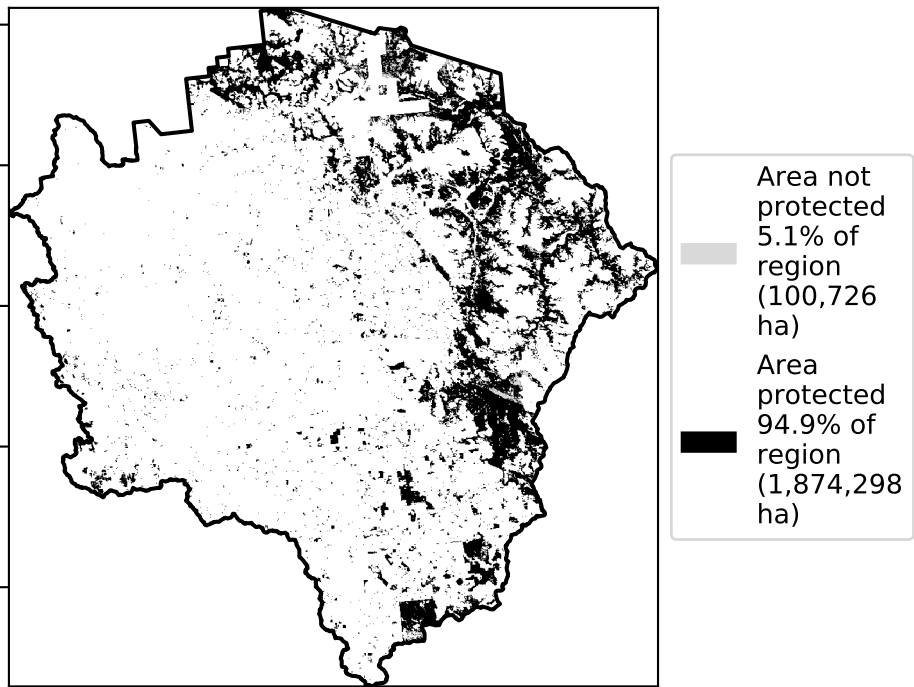 Area not
protected
5.1% of
region
(100,726
ha)
Area
protected
94.9% of
region
(1,874,298
ha)